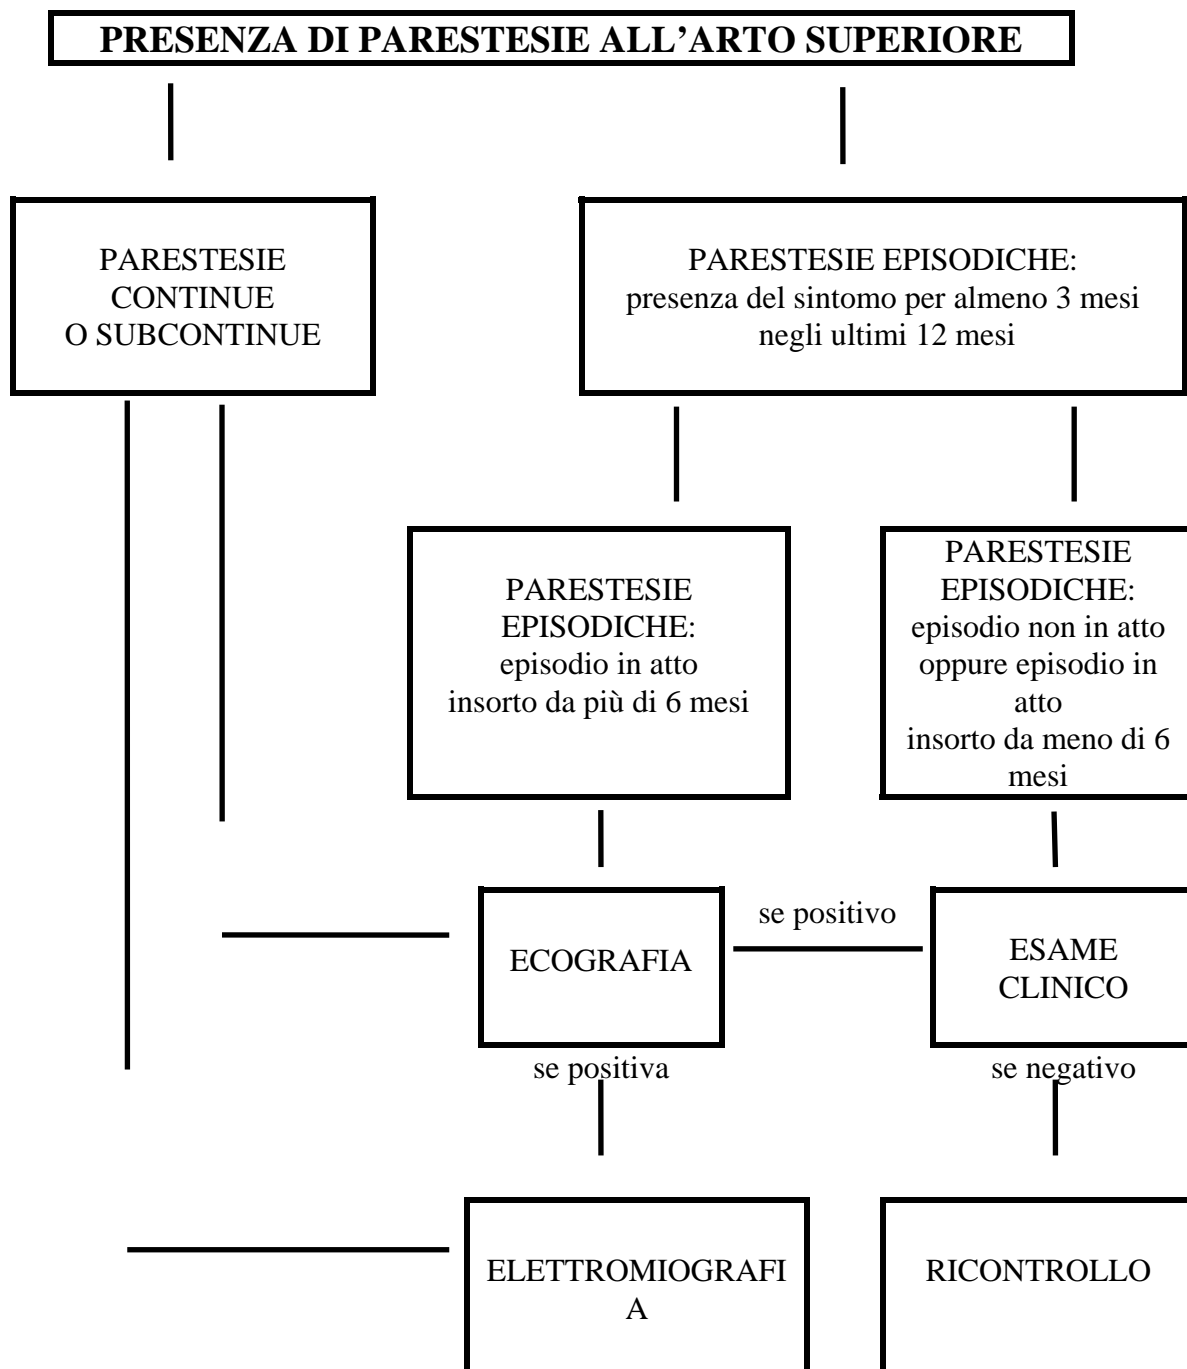 PRESENZA DI PARESTESIE ALL'ARTO SUPERIORE
PARESTESIE
CONTINUE
O SUBCONTINUE
PARESTESIE EPISODICHE:
presenza del sintomo per almeno 3 mesi
negli ultimi 12 mesi
PARESTESIE
EPISODICHE:
episodio in atto
insorto da più di 6 mesi
PARESTESIE
EPISODICHE:
episodio non in atto
oppure episodio in
atto
insorto da meno di 6
mesi
ECOGRAFIA
se positivo
ESAME
CLINICO
se positiva
se negativo
ELETTROMIOGRAFI
A
RICONTROLLO